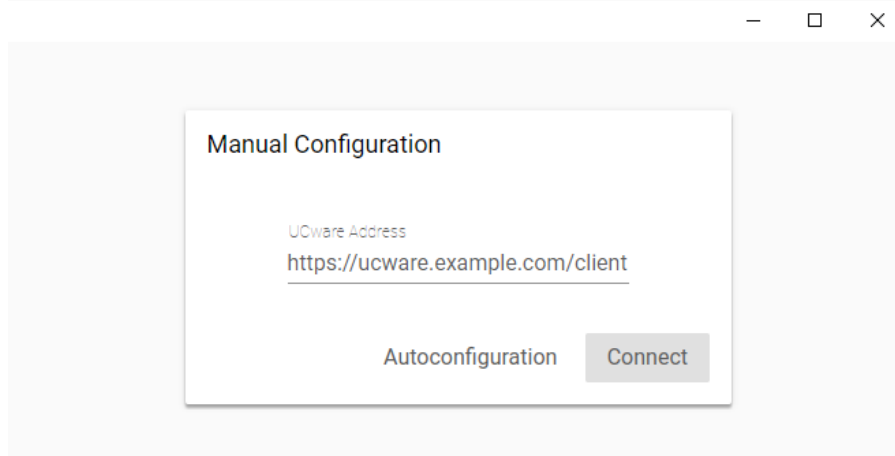 Manual Configuration
UCware Address
https://ucware.example.com/client
Autoconfiguration Connect